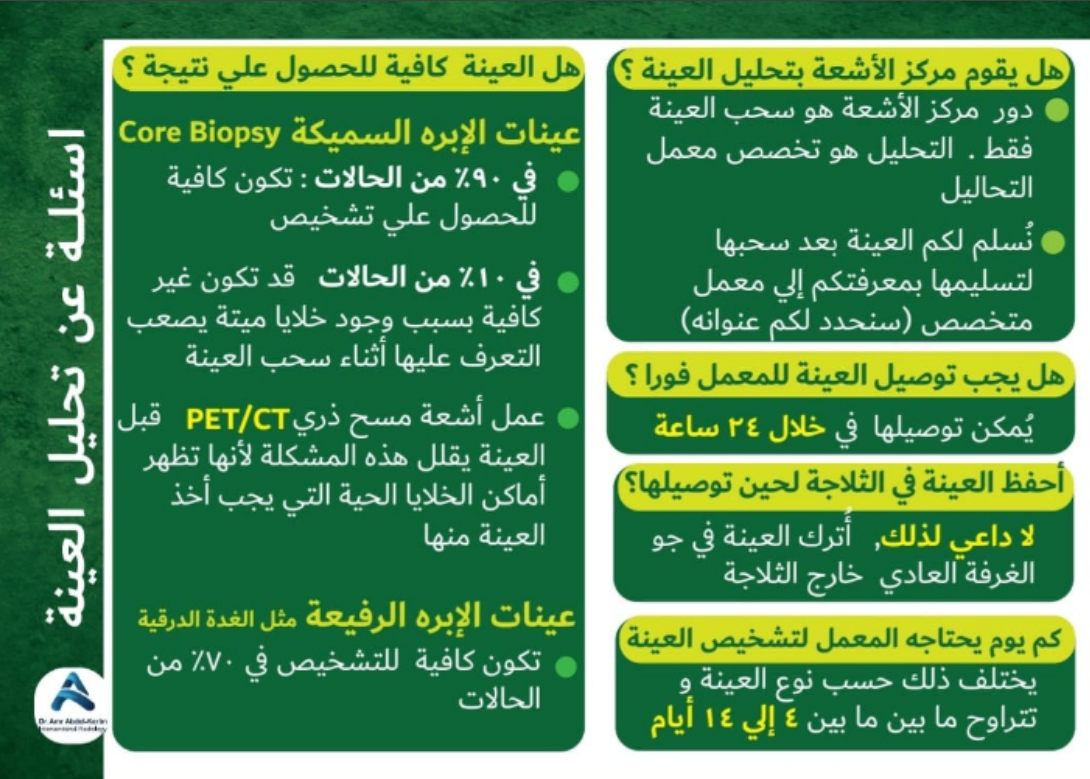 اسئلة عن تحليل العينة
هل يقوم مركز الأشعة بتحليل العينة ؟
دور مركز الأشعة هو سحب العينة
فقط . التحليل هو تخصص معمل
التحاليل
نُسلم لكم العينة بعد سحبها
لتسليمها بمعرفتكم إلي معمل
متخصص (سنحدد لكم عنوانه)
هل يجب توصيل العينة للمعمل فورا ؟
يُمكن توصيلها في خلال ٢٤ ساعة
أحفظ العينة في الثلاجة لحين توصيلها؟
لا داعي لذلك, أُترك العينة في جو
الغرفة العادي خارج الثلاجة
كم يوم يحتاجه المعمل لتشخيص العينة
يختلف ذلك حسب نوع العينة و
تتراوح ما بين ما بين ٤ إلي ١٤ أيام
هل العينة كافية للحصول علي نتيجة ؟
عينات الإبره السميكة Core Biopsy
في ٩٠٪ من الحالات : تكون كافية
للحصول علي تشخيص
في ١٠٪ من الحالات قد تكون غير
كافية بسبب وجود خلايا ميتة يصعب
التعرف عليها أثناء سحب العينة
عمل أشعة مسح ذري PET/CT قبل
العينة يقلل هذه المشكلة لأنها تظهر
أماكن الخلايا الحية التي يجب أخذ
العينة منها
عينات الإبره الرفيعة مثل الغدة الدرقية
تكون كافية للتشخيص في ٧٠٪ من
الحالات
Dr. Amr Abdel-Kerim
Interventional Radiology